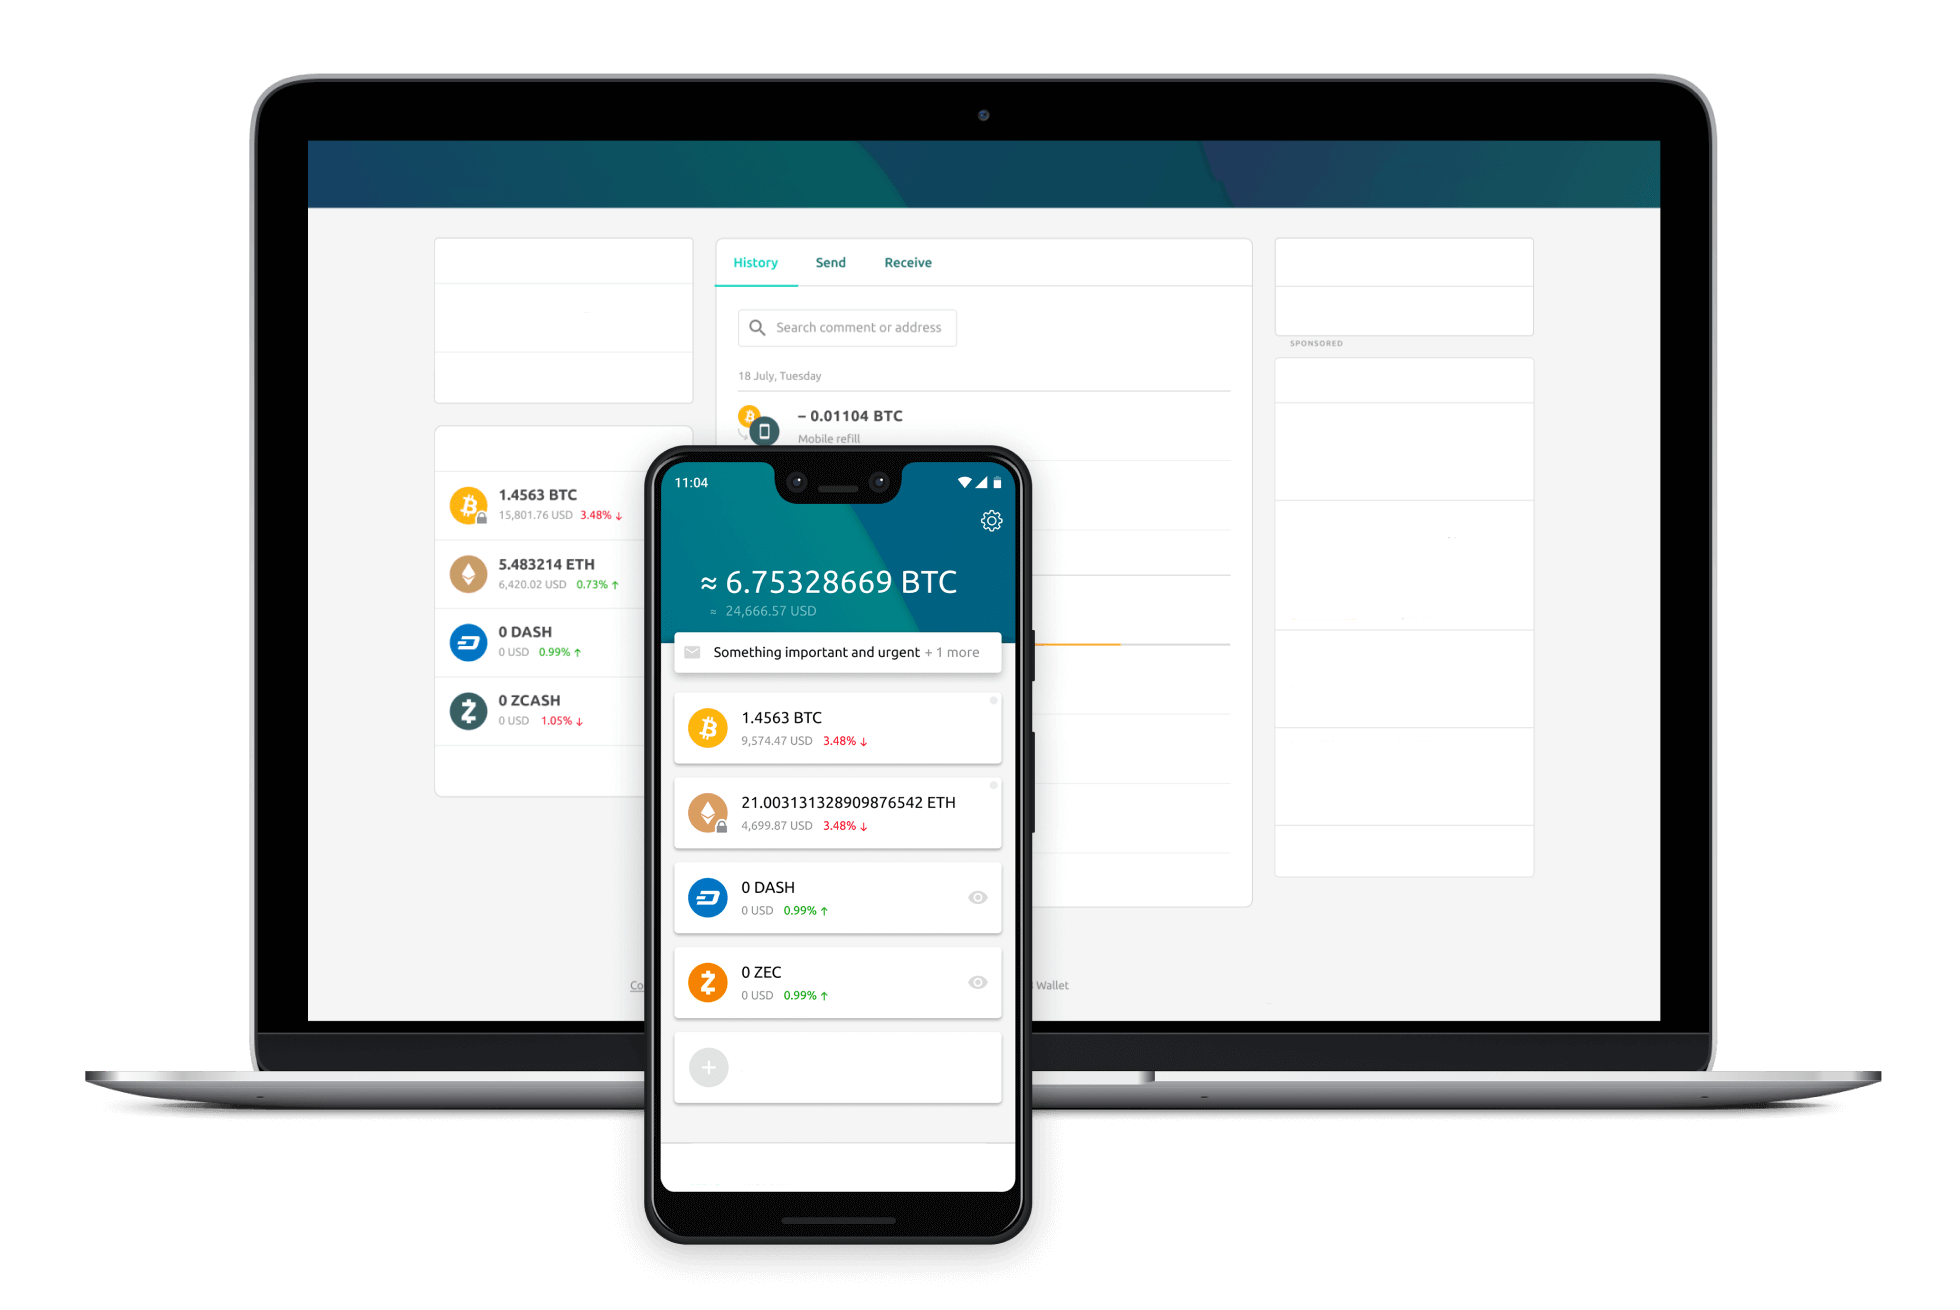 History Send Receive
Search comment or address
SPONSORED
18 July, Tuesday
– 0.01104 BTC
Mobile refill
1.4563 BTC
15,801.76 USD 3.48% ↓
5.483214 ETH
6,420.02 USD 0.73% ↑
0 DASH
0 USD 0.99% ↑
0 ZCASH
0 USD 1.05% ↓
Co
Wallet
11:04
≈ 6.75328669 BTC
≈ 24,666.57 USD
Something important and urgent + 1 more
1.4563 BTC
9,574.47 USD 3.48% ↓
21.003131328909876542 ETH
4,699.87 USD 3.48% ↓
0 DASH
0 USD 0.99% ↑
0 ZEC
0 USD 0.99% ↑